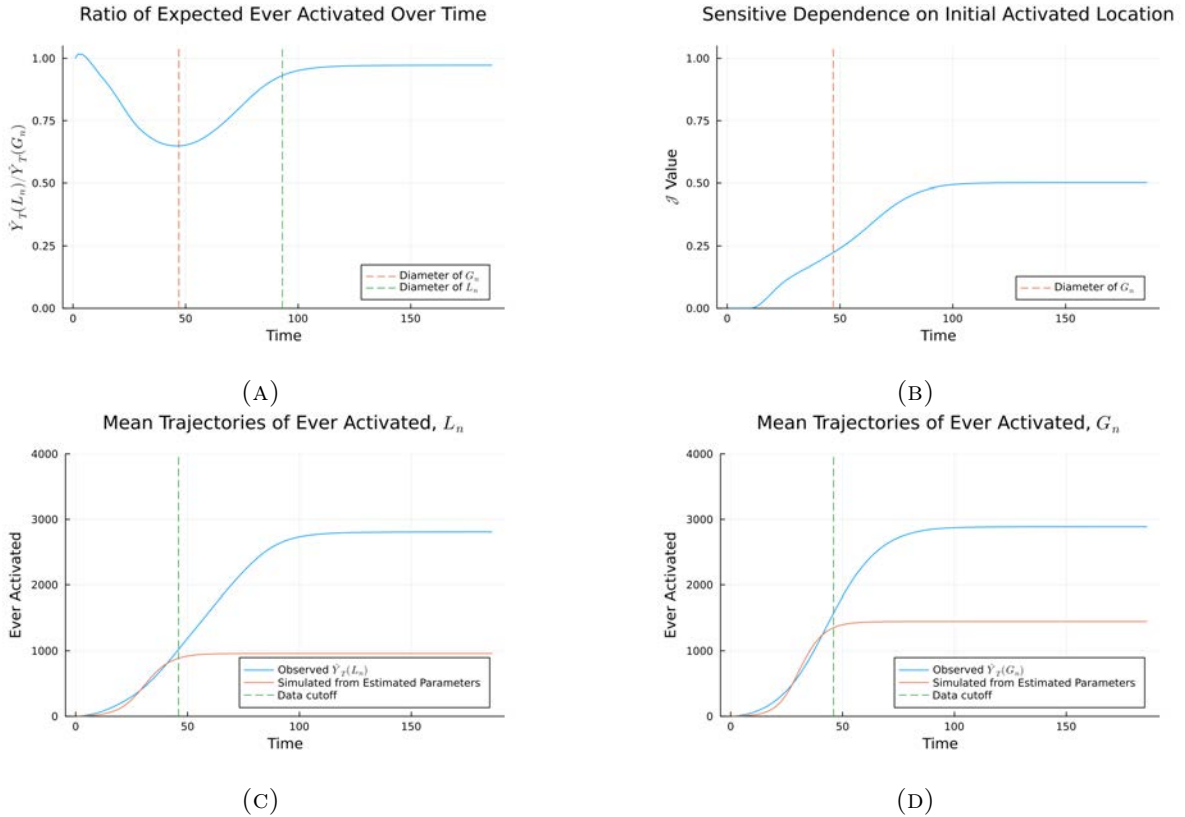 Ratio of Expected Ever Activated Over Time
Ŷ_T(L_n)/Ŷ_T(G_n)
1.00
0.75
0.50
0.25
0.00
Diameter of G_n
Diameter of L_n
0
50
100
150
Time
(A)
Sensitive Dependence on Initial Activated Location
Value
1.00
0.75
0.50
0.25
0.00
Diameter of G_n
0
50
100
150
Time
(B)
Mean Trajectories of Ever Activated, L_n
Ever Activated
4000
3000
2000
1000
0
Observed Ŷ_T(L_n)
Simulated from Estimated Parameters
Data cutoff
0
50
100
150
Time
(C)
Mean Trajectories of Ever Activated, G_n
Ever Activated
4000
3000
2000
1000
0
Observed Ŷ_T(G_n)
Simulated from Estimated Parameters
Data cutoff
0
50
100
150
Time
(D)